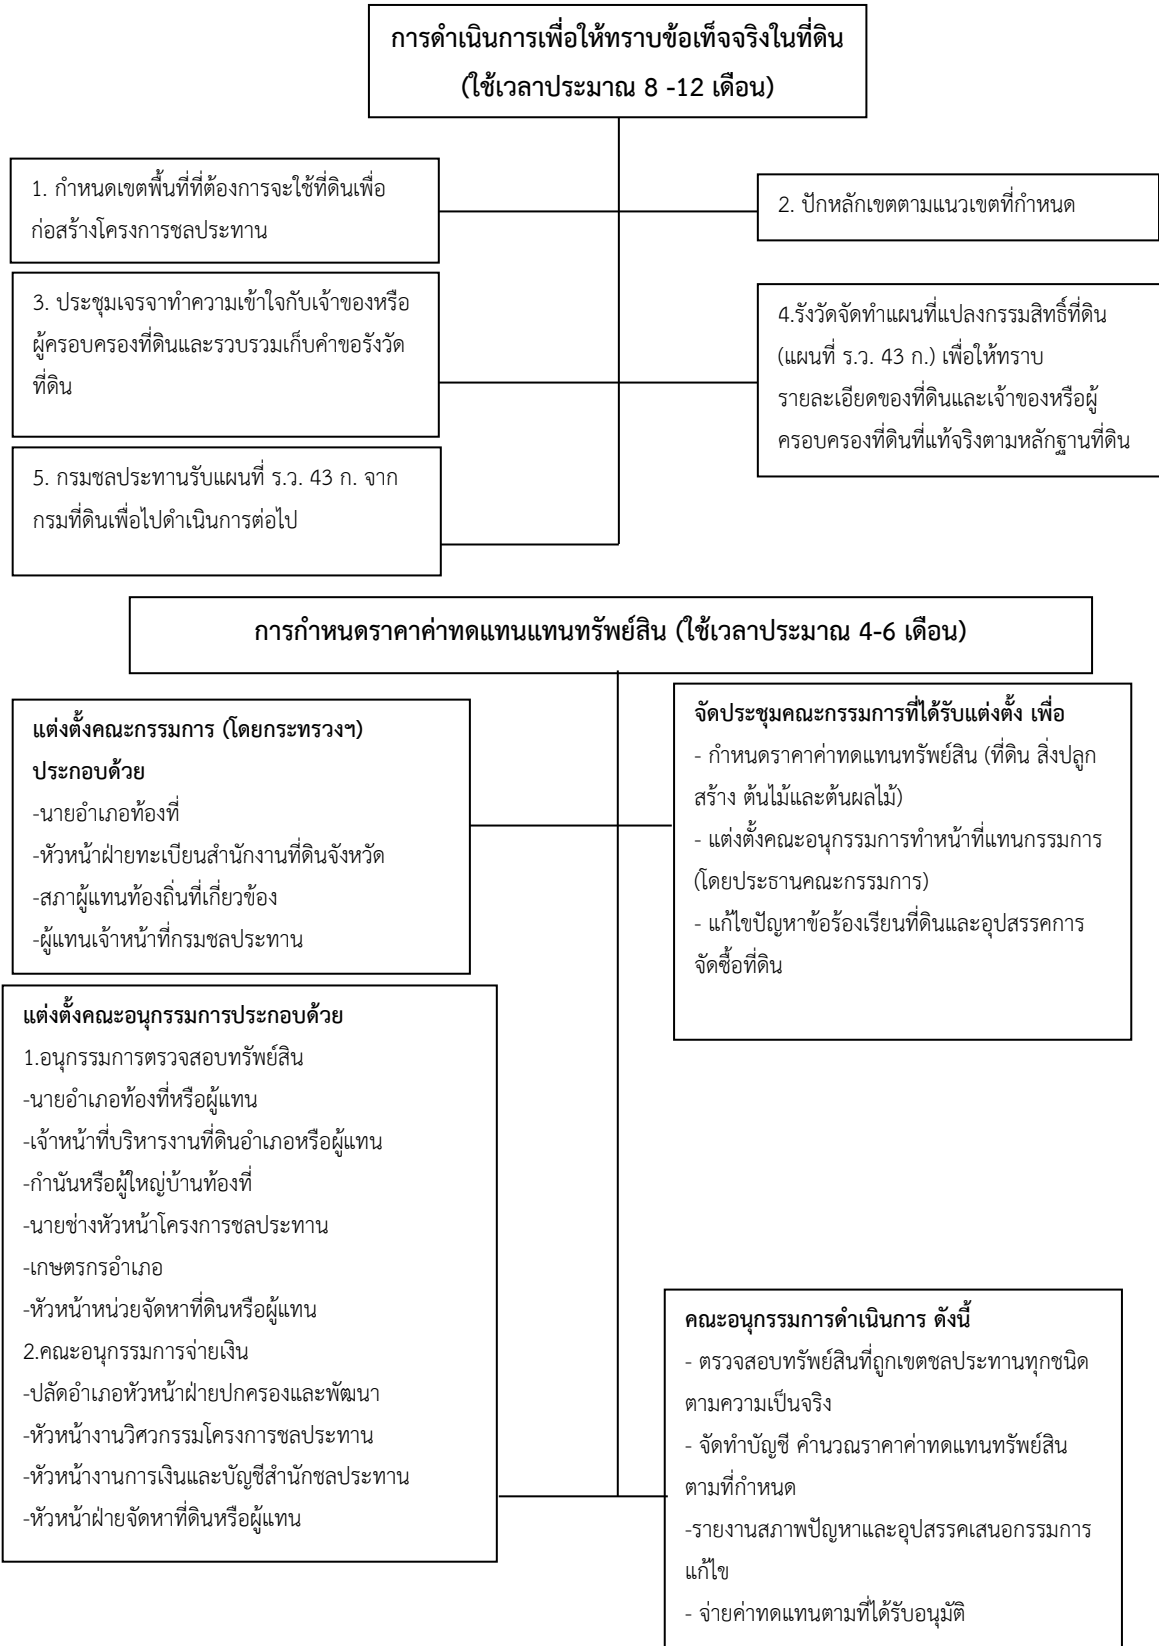 การดำเนินการเพื่อให้ทราบข้อเท็จจริงในที่ดิน
(ใช้เวลาประมาณ 8 -12 เดือน)
1. กำหนดเขตพื้นที่ที่ต้องการจะใช้ที่ดินเพื่อ
ก่อสร้างโครงการชลประทาน
2. ปักหลักเขตตามแนวเขตที่กำหนด
3. ประชุมเจรจาทำความเข้าใจกับเจ้าของหรือ
ผู้ครอบครองที่ดินและรวบรวมเก็บคำขอรังวัด
ที่ดิน
4.รังวัดจัดทำแผนที่แปลงกรรมสิทธิ์ที่ดิน
(แผนที่ ร.ว. 43 ก.) เพื่อให้ทราบ
รายละเอียดของที่ดินและเจ้าของหรือผู้
ครอบครองที่ดินที่แท้จริงตามหลักฐานที่ดิน
5. กรมชลประทานรับแผนที่ ร.ว. 43 ก. จาก
กรมที่ดินเพื่อไปดำเนินการต่อไป
การกำหนดราคาค่าทดแทนแทนทรัพย์สิน (ใช้เวลาประมาณ 4-6 เดือน)
แต่งตั้งคณะกรรมการ (โดยกระทรวงฯ)
ประกอบด้วย
-นายอำเภอท้องที่
-หัวหน้าฝ่ายทะเบียนสำนักงานที่ดินจังหวัด
-สภาผู้แทนท้องถิ่นที่เกี่ยวข้อง
-ผู้แทนเจ้าหน้าที่กรมชลประทาน
จัดประชุมคณะกรรมการที่ได้รับแต่งตั้ง เพื่อ
- กำหนดราคาค่าทดแทนทรัพย์สิน (ที่ดิน สิ่งปลูก
สร้าง ต้นไม้และต้นผลไม้)
- แต่งตั้งคณะอนุกรรมการทำหน้าที่แทนกรรมการ
(โดยประธานคณะกรรมการ)
- แก้ไขปัญหาข้อร้องเรียนที่ดินและอุปสรรคการ
จัดซื้อที่ดิน
แต่งตั้งคณะอนุกรรมการประกอบด้วย
1.อนุกรรมการตรวจสอบทรัพย์สิน
-นายอำเภอท้องที่หรือผู้แทน
-เจ้าหน้าที่บริหารงานที่ดินอำเภอหรือผู้แทน
-กำนันหรือผู้ใหญ่บ้านท้องที่
-นายช่างหัวหน้าโครงการชลประทาน
-เกษตรกรอำเภอ
-หัวหน้าหน่วยจัดหาที่ดินหรือผู้แทน
2.คณะอนุกรรมการจ่ายเงิน
-ปลัดอำเภอหัวหน้าฝ่ายปกครองและพัฒนา
-หัวหน้างานวิศวกรรมโครงการชลประทาน
-หัวหน้างานการเงินและบัญชีสำนักชลประทาน
-หัวหน้าฝ่ายจัดหาที่ดินหรือผู้แทน
คณะอนุกรรมการดำเนินการ ดังนี้
- ตรวจสอบทรัพย์สินที่ถูกเขตชลประทานทุกชนิด
ตามความเป็นจริง
- จัดทำบัญชี คำนวณราคาค่าทดแทนทรัพย์สิน
ตามที่กำหนด
-รายงานสภาพปัญหาและอุปสรรคเสนอกรรมการ
แก้ไข
- จ่ายค่าทดแทนตามที่ได้รับอนุมัติ